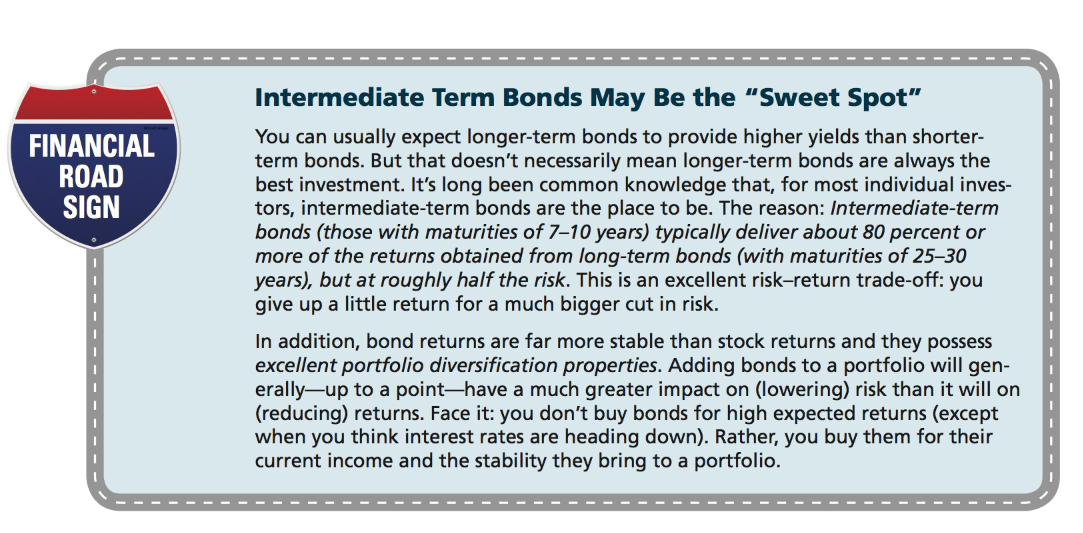 FINANCIAL
ROAD
SIGN
Intermediate Term Bonds May Be the “Sweet Spot”
You can usually expect longer-term bonds to provide higher yields than shorter-
term bonds. But that doesn’t necessarily mean longer-term bonds are always the
best investment. It’s long been common knowledge that, for most individual inves-
tors, intermediate-term bonds are the place to be. The reason: Intermediate-term
bonds (those with maturities of 7–10 years) typically deliver about 80 percent or
more of the returns obtained from long-term bonds (with maturities of 25–30
years), but at roughly half the risk. This is an excellent risk–return trade-off: you
give up a little return for a much bigger cut in risk.
In addition, bond returns are far more stable than stock returns and they possess
excellent portfolio diversification properties. Adding bonds to a portfolio will gen-
erally—up to a point—have a much greater impact on (lowering) risk than it will on
(reducing) returns. Face it: you don’t buy bonds for high expected returns (except
when you think interest rates are heading down). Rather, you buy them for their
current income and the stability they bring to a portfolio.